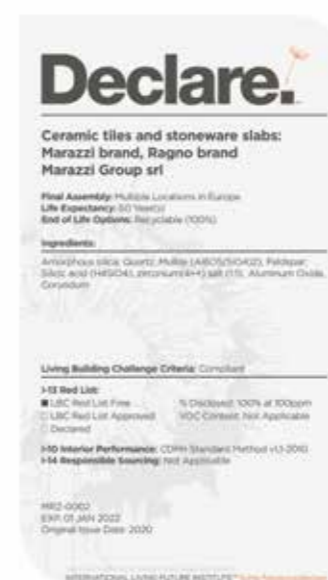 Declare.
Ceramic tiles and stoneware slabs:
Marazzi brand, Ragno brand
Marazzi Group srl
Final Assembly: Multiple Locations in Europe
Life Expectancy: 50 Year(s)
End of Life Options: Recyclable (100%)
Ingredients:
Amorphous silica; Quartz; Mullite (Al6O5(SiO4)2); Feldspar;
Silicic acid (H4SiO4), zirconium(4++) salt (1:1); Aluminum Oxide,
Corundum
Living Building Challenge Criteria: Compliant
I-13 Red List:
LBC Red List Free % Disclosed: 100% at 100ppm
LBC Red List Approved VOC Content: Not Applicable
Declared
I-10 Interior Performance: CDPH Standard Method v1.1-2010
I-14 Responsible Sourcing: Not Applicable
MRZ-0002
EXP. 01 JAN 2022
Original Issue Date: 2020
INTERNATIONAL LIVING FUTURE INSTITUTE